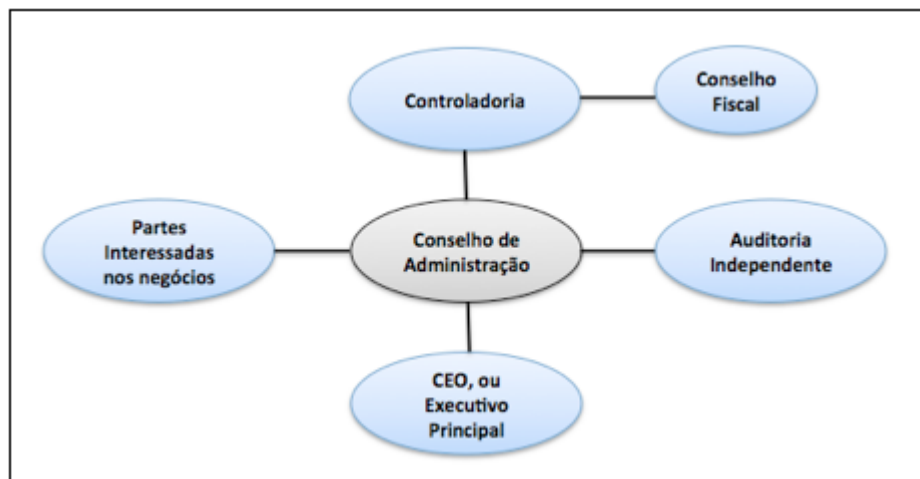 Controladoria
Conselho
Fiscal
Partes
Interessadas
nos negócios
Conselho de
Administração
Auditoria
Independente
CEO, ou
Executivo
Principal